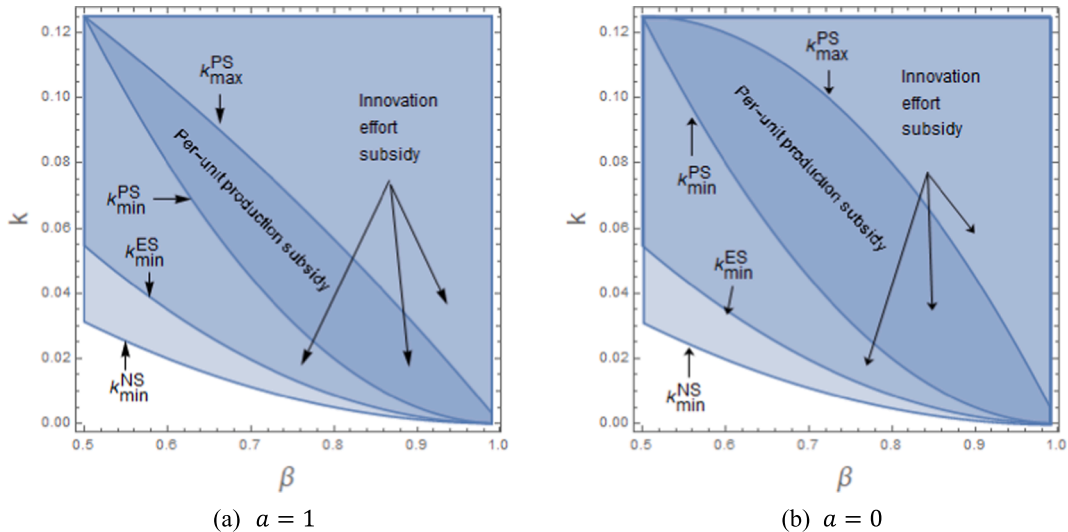 k
0.12
0.10
0.08
0.06
0.04
0.02
0.00
0.5
0.6
0.7
0.8
0.9
1.0
β
k^PS_max
Innovation
effort
subsidy
Per-unit production subsidy
k^PS_min
k^ES_min
k^NS_min
(a) a = 1
k
0.12
0.10
0.08
0.06
0.04
0.02
0.00
0.5
0.6
0.7
0.8
0.9
1.0
β
k^PS_max
Innovation
effort
subsidy
Per-unit production subsidy
k^PS_min
k^ES_min
k^NS_min
(b) a = 0